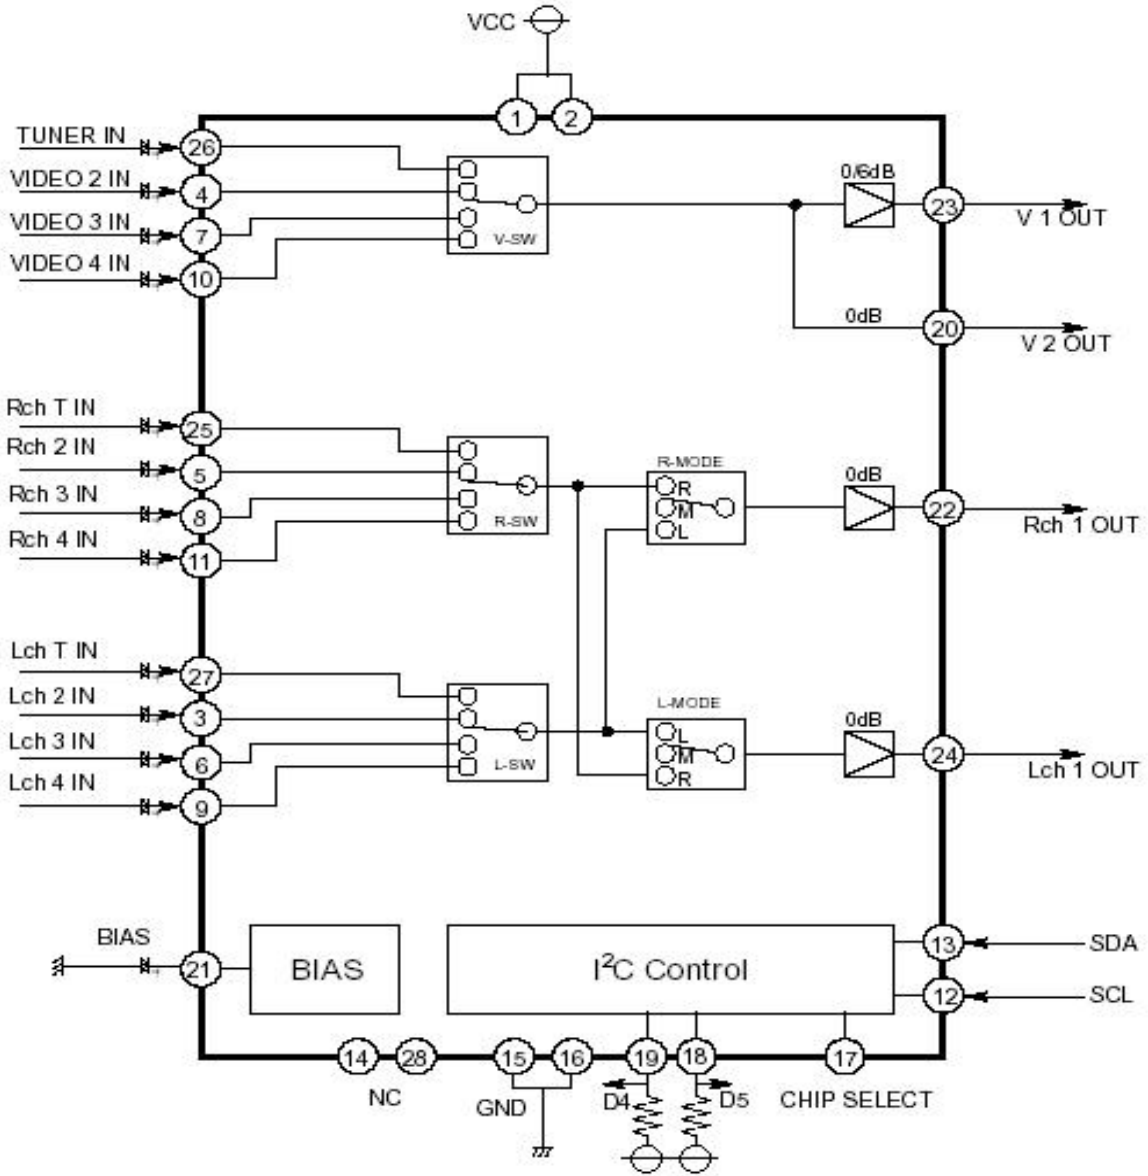 VCC
1 2
TUNER IN
26
VIDEO 2 IN
4
VIDEO 3 IN
7
VIDEO 4 IN
10
V-SW
0/6dB
23
V 1 OUT
0dB
20
V 2 OUT
Rch T IN
25
Rch 2 IN
5
Rch 3 IN
8
Rch 4 IN
11
R-SW
R-MODE
R
M
L
0dB
22
Rch 1 OUT
Lch T IN
27
Lch 2 IN
3
Lch 3 IN
6
Lch 4 IN
9
L-SW
L-MODE
L
M
R
0dB
24
Lch 1 OUT
BIAS
21
BIAS
I²C Control
13
SDA
12
SCL
14 28
NC
15 16
GND
19 18
D4 D5
17
CHIP SELECT